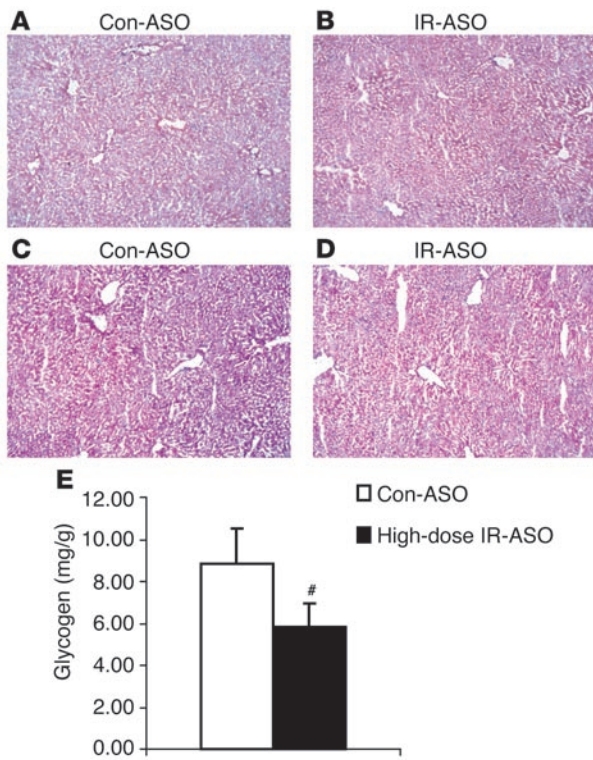 A Con-ASO
B IR-ASO
C Con-ASO
D IR-ASO
E
Glycogen (mg/g)
12.00
10.00
8.00
6.00
4.00
2.00
0.00
#
Con-ASO
High-dose IR-ASO